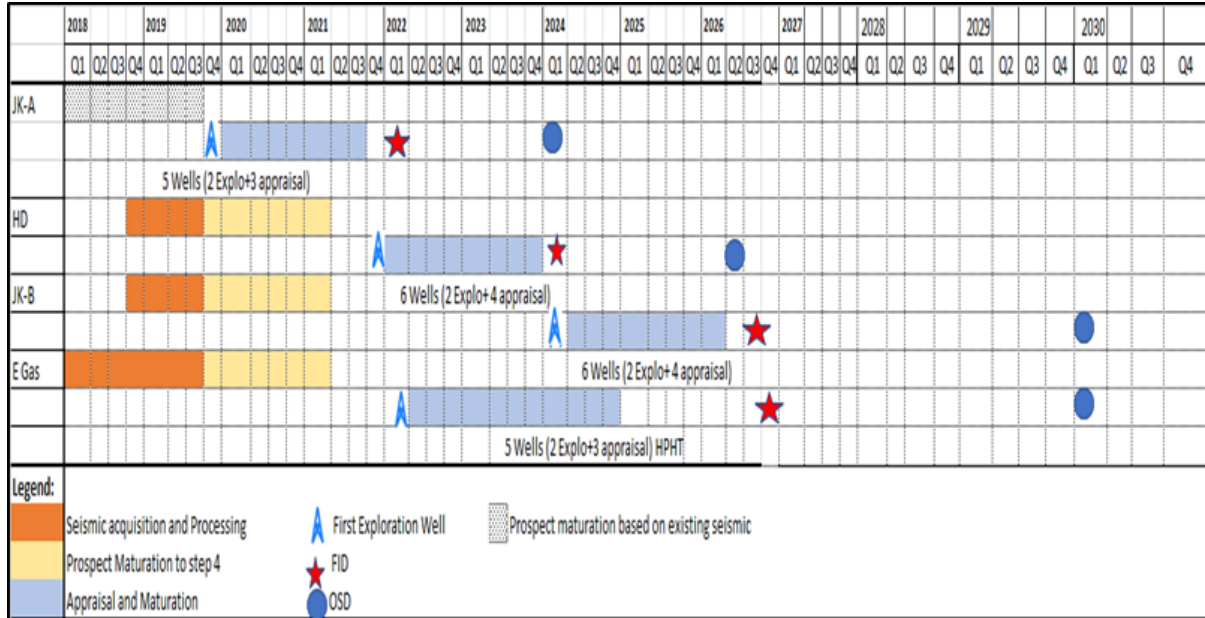 2018 2019 2020 2021 2022 2023 2024 2025 2026 2027 2028 2029 2030
Q1 Q2 Q3 Q4 Q1 Q2 Q3 Q4 Q1 Q2 Q3 Q4 Q1 Q2 Q3 Q4 Q1 Q2 Q3 Q4 Q1 Q2 Q3 Q4 Q1 Q2 Q3 Q4 Q1 Q2 Q3 Q4 Q1 Q2 Q3 Q4 Q1 Q2 Q3 Q4 Q1 Q2 Q3 Q4 Q1 Q2 Q3 Q4 Q1 Q2 Q3 Q4
JK-A
5 Wells (2 Explo+3 appraisal)
HD
JK-B
6 Wells (2 Explo+ 4 appraisal)
E Gas
6 Wells (2 Explo+ 4 appraisal)
5 Wells (2 Explo+3 appraisal) HPHT
Legend:
Seismic acquisition and Processing
First Exploration Well
Prospect maturation based on existing seismic
Prospect Maturation to step 4
FID
Appraisal and Maturation
OSD